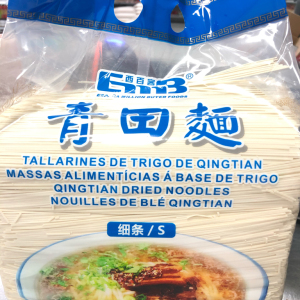 西百客
EMB®
青田麵
TALLARINES DE TRIGO DE QINGTIAN
MASSAS ALIMENTÍCIAS Á BASE DE TRIGO
QINGTIAN DRIED NOODLES
NOUILLES DE BLÉ QINGTIAN
细条/S